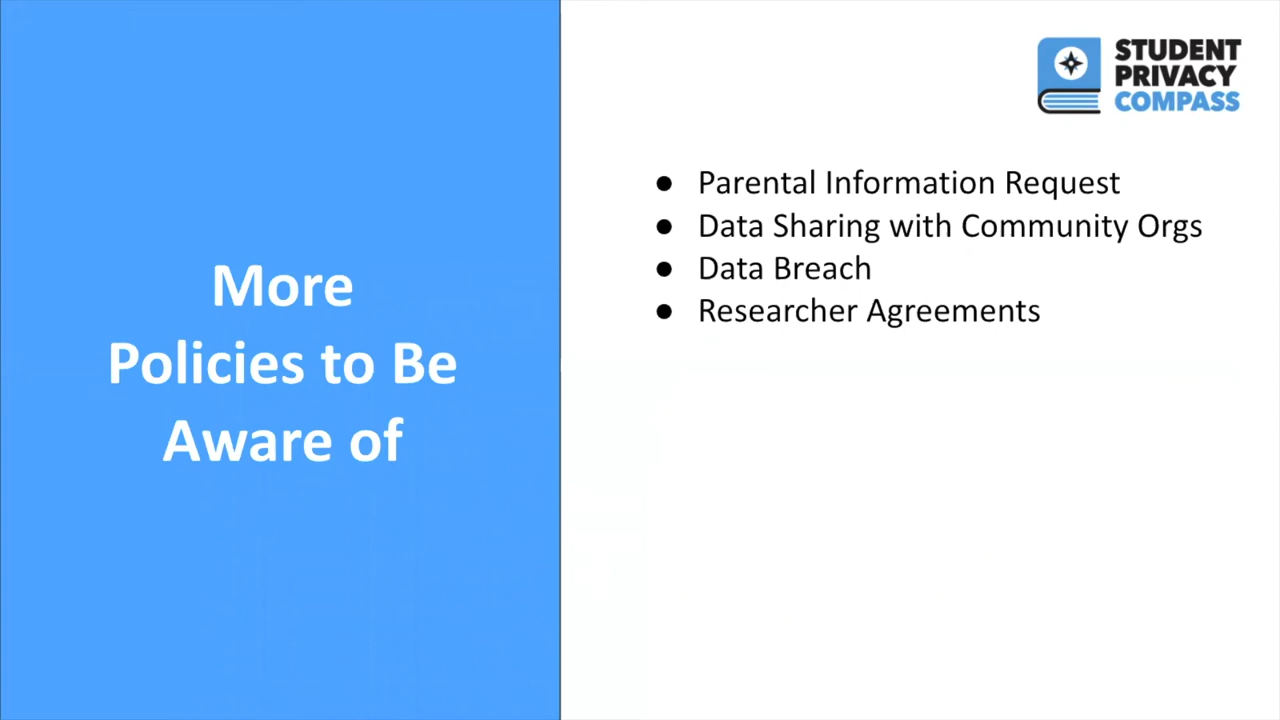 More
Policies to Be
Aware of
STUDENT
PRIVACY
COMPASS
● Parental Information Request
● Data Sharing with Community Orgs
● Data Breach
● Researcher Agreements